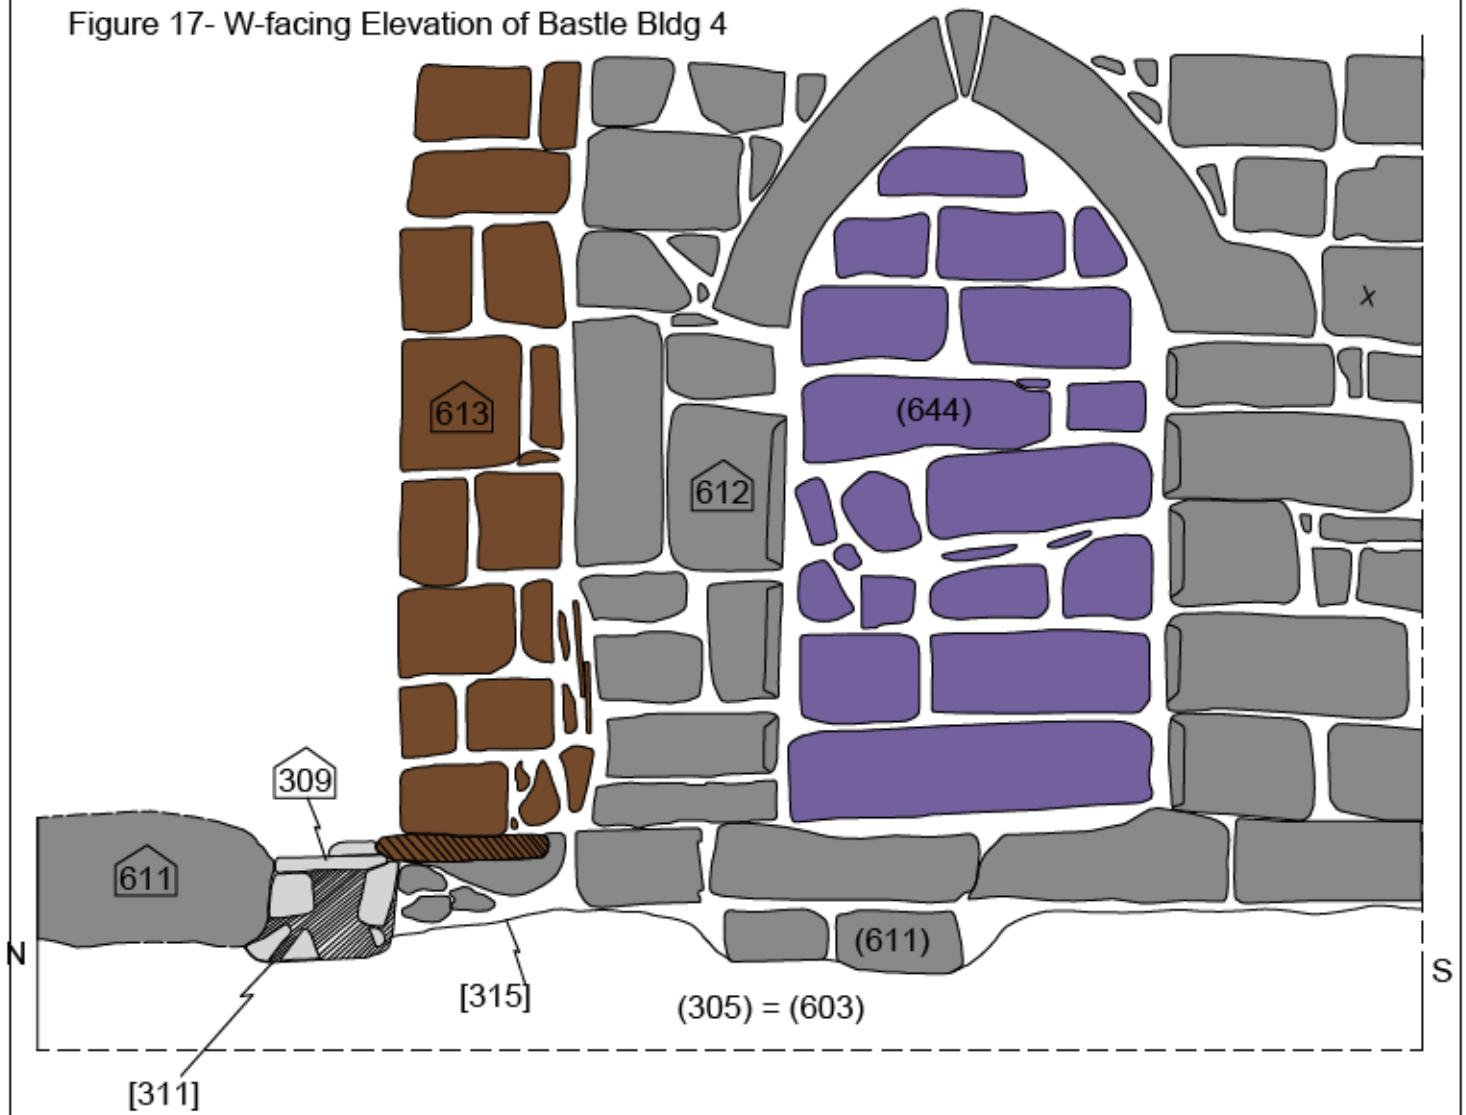 Figure 17- W-facing Elevation of Bastle Bldg 4
x
613
(644)
612
309
611
(611)
N
S
[315]
(305) = (603)
[311]